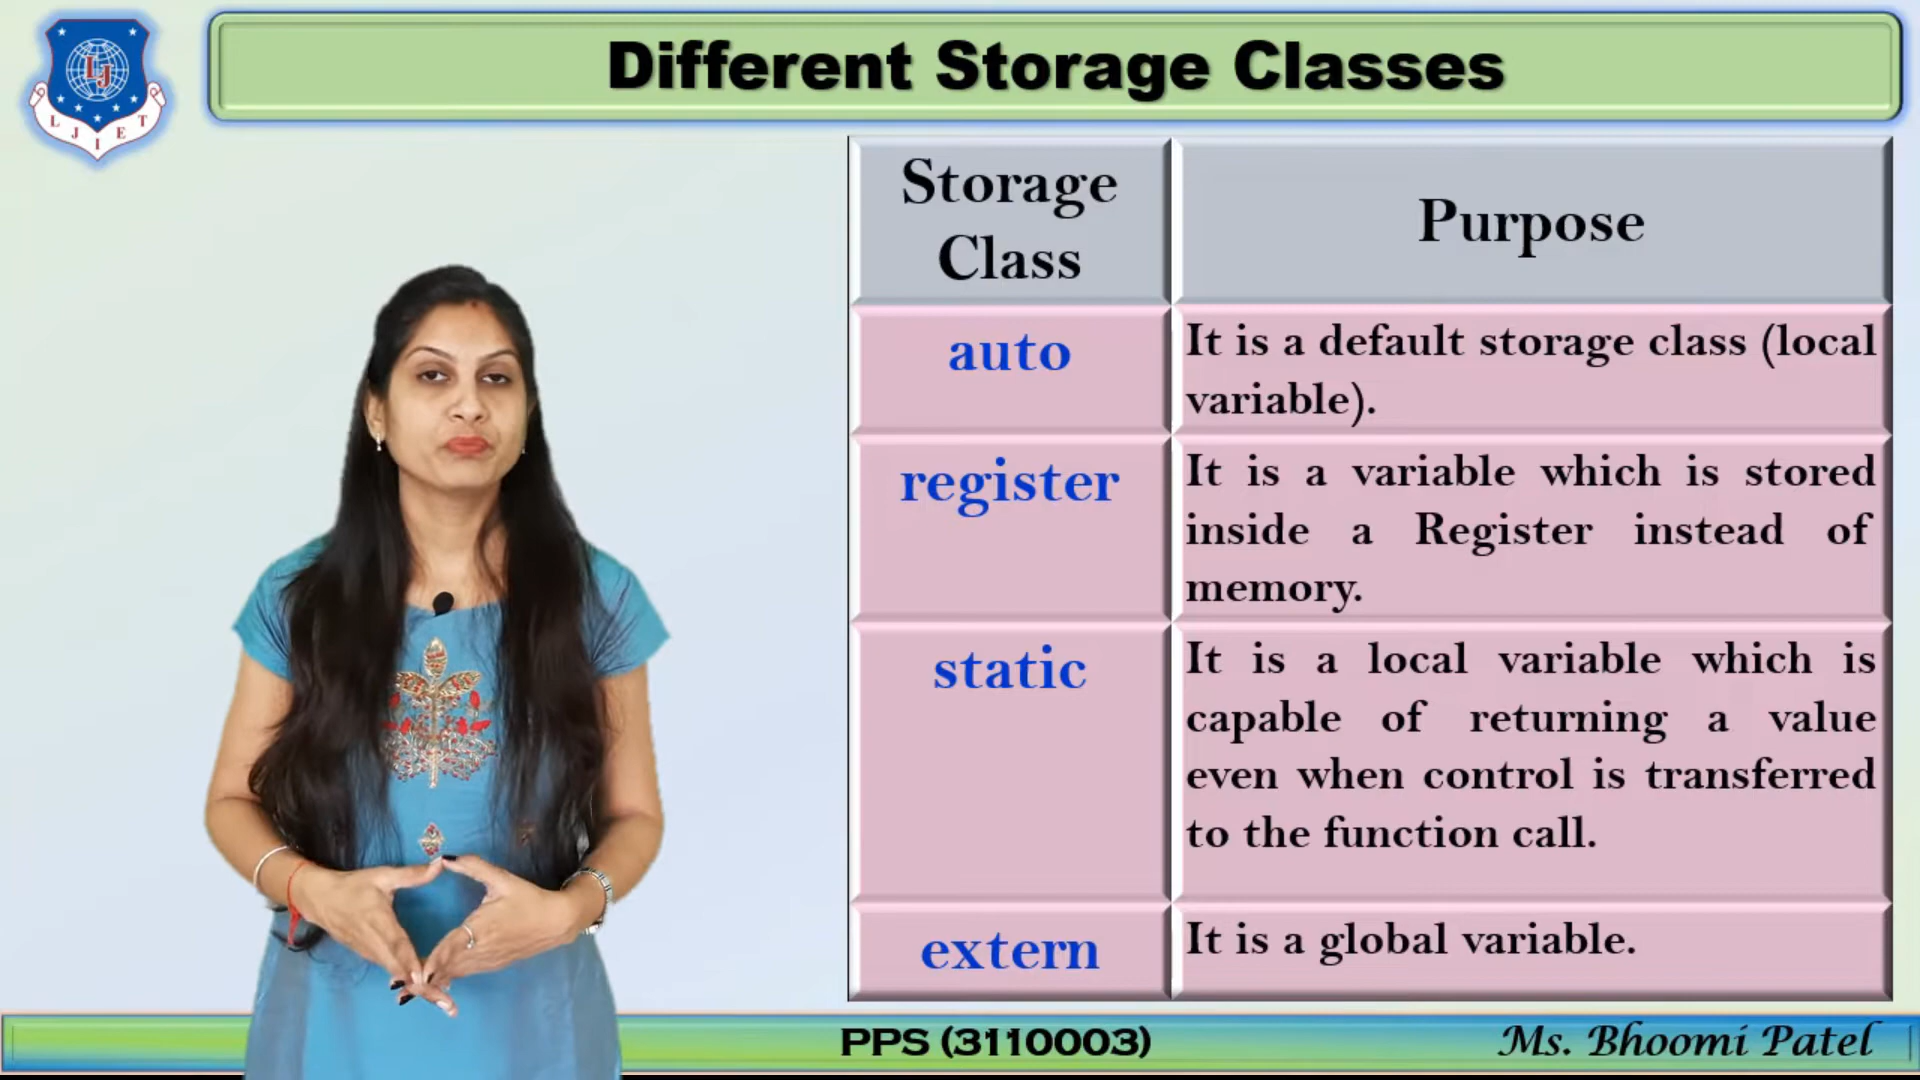 Different Storage Classes
LJ
L J I E T
Storage
Class
Purpose
auto
It is a default storage class (local
variable).
register
It is a variable which is stored
inside a Register instead of
memory.
static
It is a local variable which is
capable of returning a value
even when control is transferred
to the function call.
extern
It is a global variable.
PPS (3110003)
Ms. Bhoomi Patel